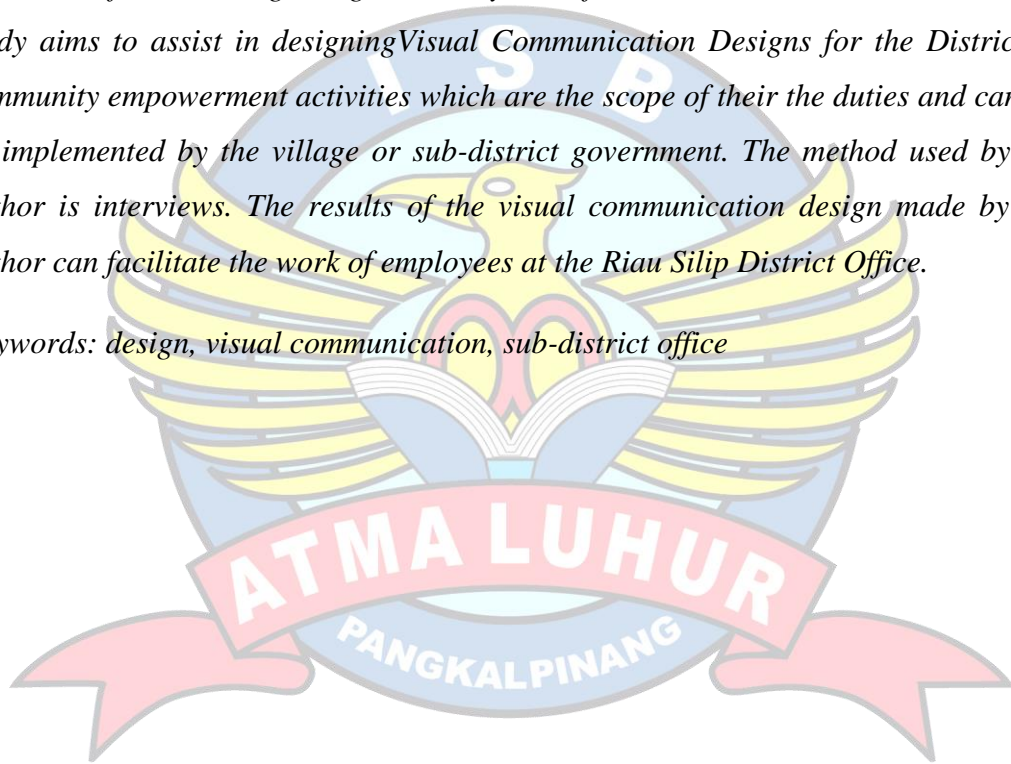 dy aims to assist in designingVisual Communication Designs for the Distric
mmunity empowerment activities which are the scope of their the duties and can
implemented by the village or sub-district government. The method used by
hor is interviews. The results of the visual communication design made by
hor can facilitate the work of employees at the Riau Silip District Office.
ywords: design, visual communication, sub-district office
I S B
ATMA LUHUR
PANGKALPINANG